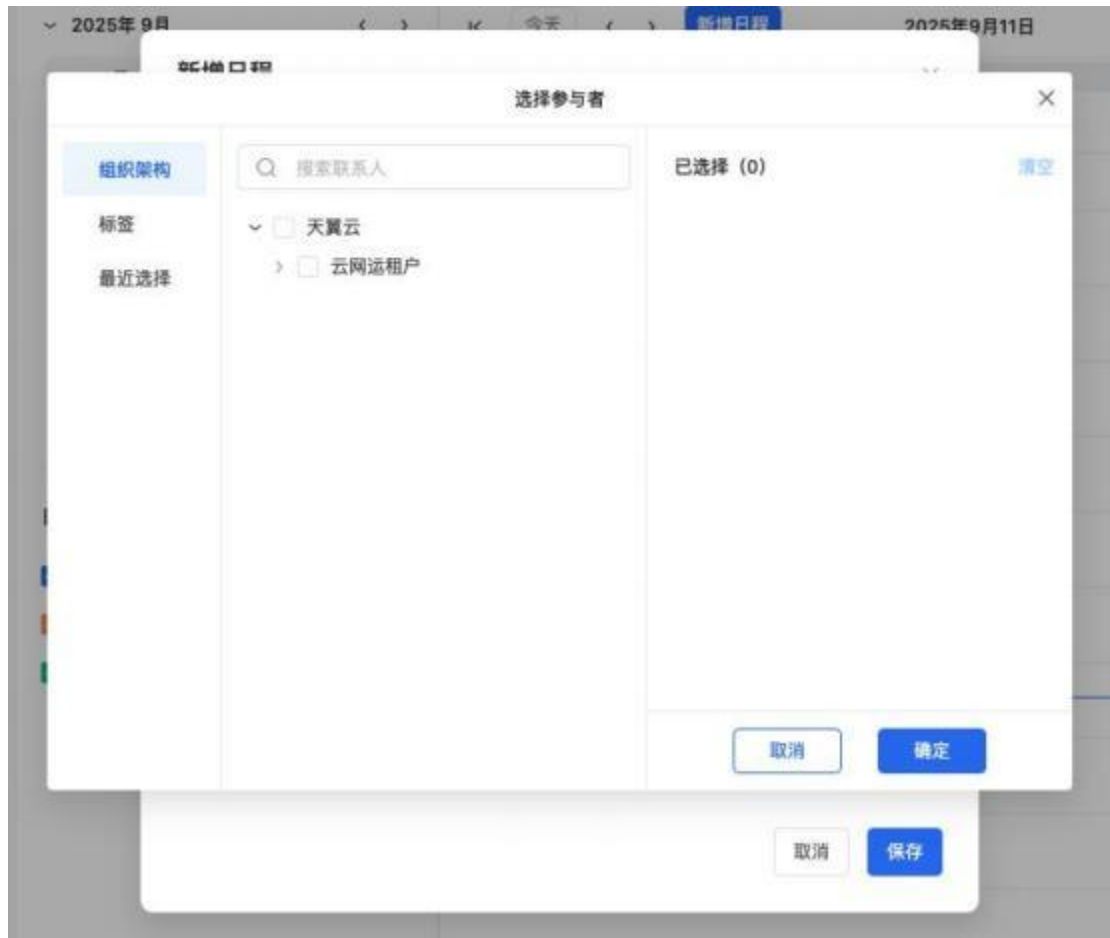 2025年 9月
今天
新增日程
2025年9月11日
新增日程
选择参与者
组织架构
标签
最近选择
搜索联系人
天翼云
云网运租户
已选择（0）
清空
取消
确定
取消
保存